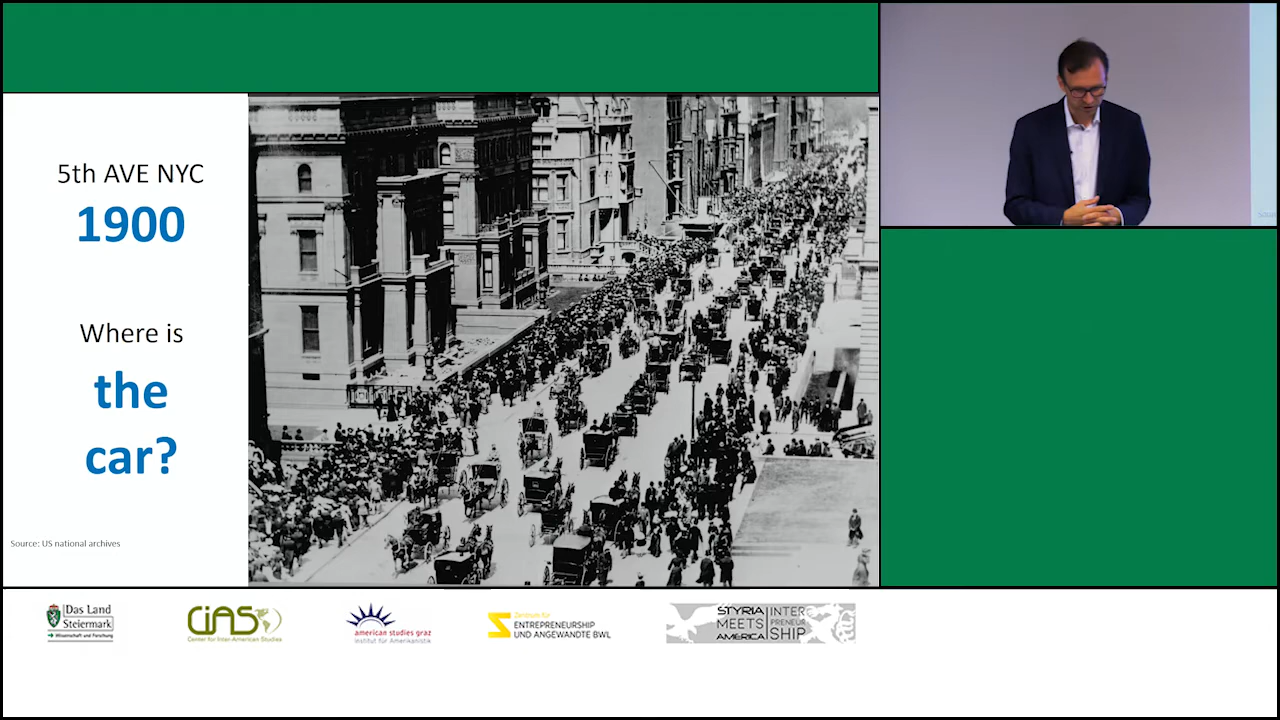 5th AVE NYC
1900
Where is
the
car?
Source: US national archives
Das Land
Steiermark
Wissenschaft und Forschung
CIAS
Center for Inter-American Studies
american studies graz
Institut für Amerikanistik
Zentrum für
ENTREPRENEURSHIP
UND ANGEWANDTE BWL
STYRIA
MEETS
AMERICA
INTER
PRENEUR
SHIP